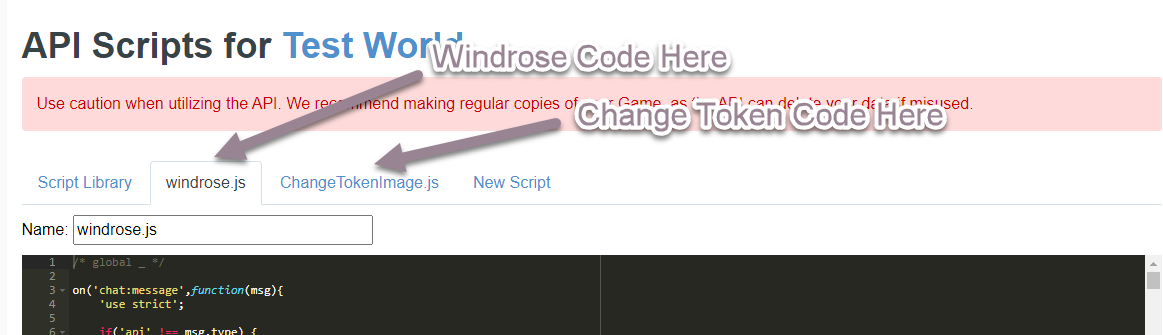 API Scripts for Test World
Windrose Code Here
Use caution when utilizing the API. We recommend making regular copies of your Game, as the API can delete your data if misused.
Change Token Code Here
Script Library windrose.js ChangeTokenImage.js New Script
Name: windrose.js
1 /* global _ */
2
3 on('chat:message',function(msg){
4 'use strict';
5
6 if('api' !== msg.type) {